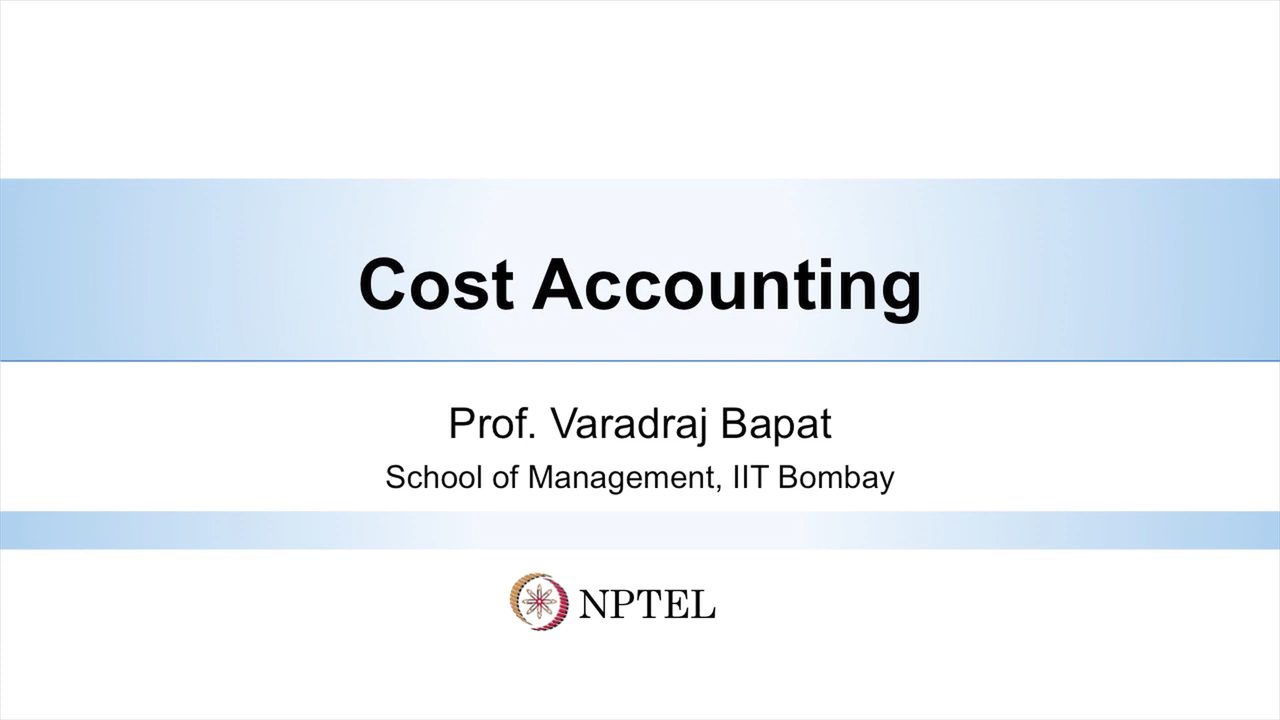 Cost Accounting
Prof. Varadraj Bapat
School of Management, IIT Bombay
NPTEL